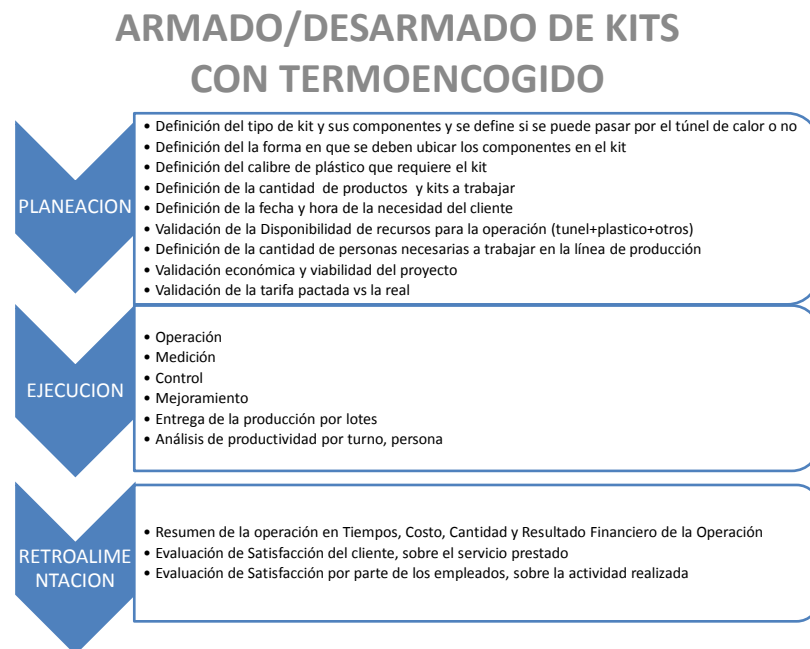 ARMADO/DESARMADO DE KITS
CON TERMOENCOGIDO
PLANEACION
• Definición del tipo de kit y sus componentes y se define si se puede pasar por el túnel de calor o no
• Definición del la forma en que se deben ubicar los componentes en el kit
• Definición del calibre de plástico que requiere el kit
• Definición de la cantidad de productos y kits a trabajar
• Definición de la fecha y hora de la necesidad del cliente
• Validación de la Disponibilidad de recursos para la operación (tunel+plastico+otros)
• Definición de la cantidad de personas necesarias a trabajar en la línea de producción
• Validación económica y viabilidad del proyecto
• Validación de la tarifa pactada vs la real
EJECUCION
• Operación
• Medición
• Control
• Mejoramiento
• Entrega de la producción por lotes
• Análisis de productividad por turno, persona
RETROALIME
NTACION
• Resumen de la operación en Tiempos, Costo, Cantidad y Resultado Financiero de la Operación
• Evaluación de Satisfacción del cliente, sobre el servicio prestado
• Evaluación de Satisfacción por parte de los empleados, sobre la actividad realizada